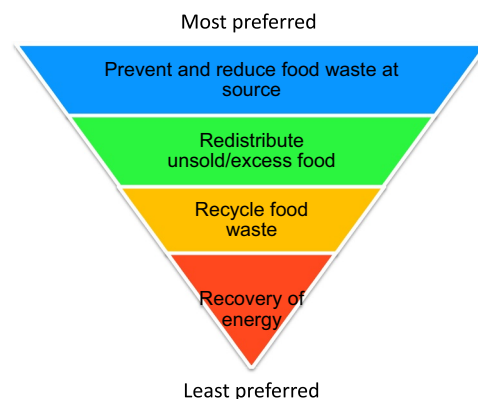 Most preferred
Prevent and reduce food waste at
source
Redistribute
unsold/excess food
Recycle food
waste
Recovery of
energy
Least preferred